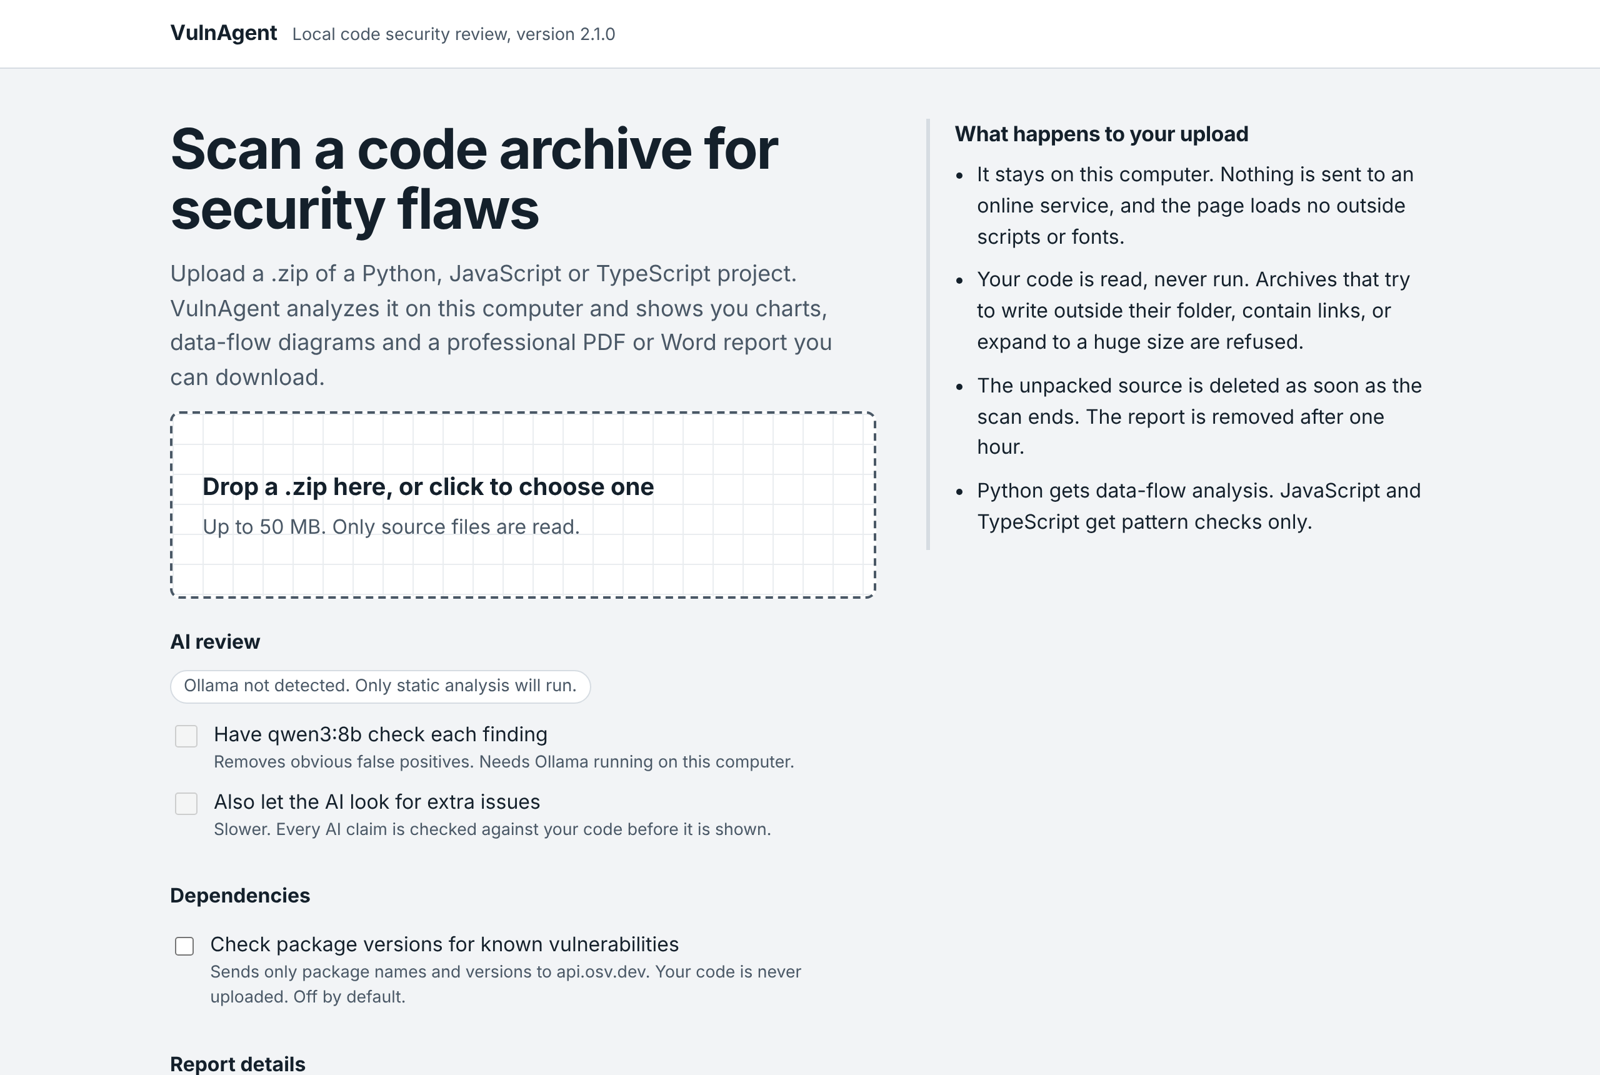 VulnAgent Local code security review, version 2.1.0
Scan a code archive for
security flaws
Upload a .zip of a Python, JavaScript or TypeScript project.
VulnAgent analyzes it on this computer and shows you charts,
data-flow diagrams and a professional PDF or Word report you
can download.
Drop a .zip here, or click to choose one
Up to 50 MB. Only source files are read.
AI review
Ollama not detected. Only static analysis will run.
Have qwen3:8b check each finding
Removes obvious false positives. Needs Ollama running on this computer.
Also let the AI look for extra issues
Slower. Every AI claim is checked against your code before it is shown.
Dependencies
Check package versions for known vulnerabilities
Sends only package names and versions to api.osv.dev. Your code is never
uploaded. Off by default.
Report details
What happens to your upload
• It stays on this computer. Nothing is sent to an
online service, and the page loads no outside
scripts or fonts.
• Your code is read, never run. Archives that try
to write outside their folder, contain links, or
expand to a huge size are refused.
• The unpacked source is deleted as soon as the
scan ends. The report is removed after one
hour.
• Python gets data-flow analysis. JavaScript and
TypeScript get pattern checks only.